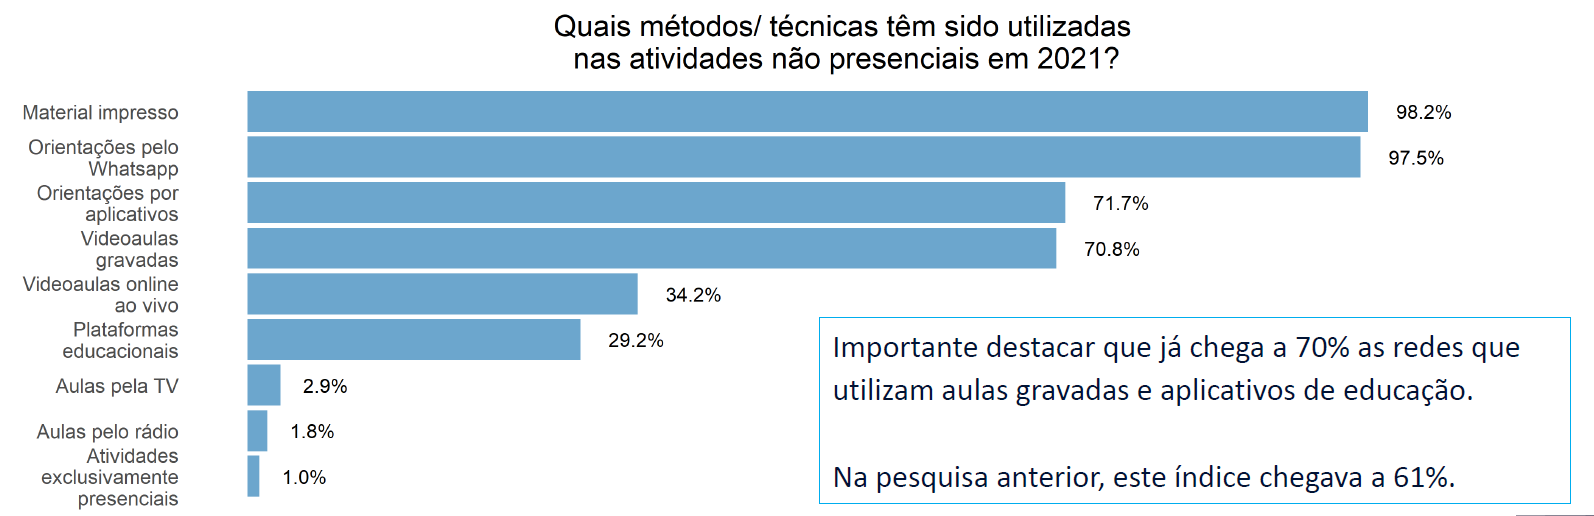 Quais métodos/ técnicas têm sido utilizadas
nas atividades não presenciais em 2021?
Material impresso
98.2%
Orientações pelo
Whatsapp
97.5%
Orientações por
aplicativos
71.7%
Videoaulas
gravadas
70.8%
Videoaulas online
ao vivo
34.2%
Plataformas
educacionais
29.2%
Aulas pela TV
2.9%
Aulas pelo rádio
1.8%
Atividades
exclusivamente
presenciais
1.0%
Importante destacar que já chega a 70% as redes que
utilizam aulas gravadas e aplicativos de educação.
Na pesquisa anterior, este índice chegava a 61%.